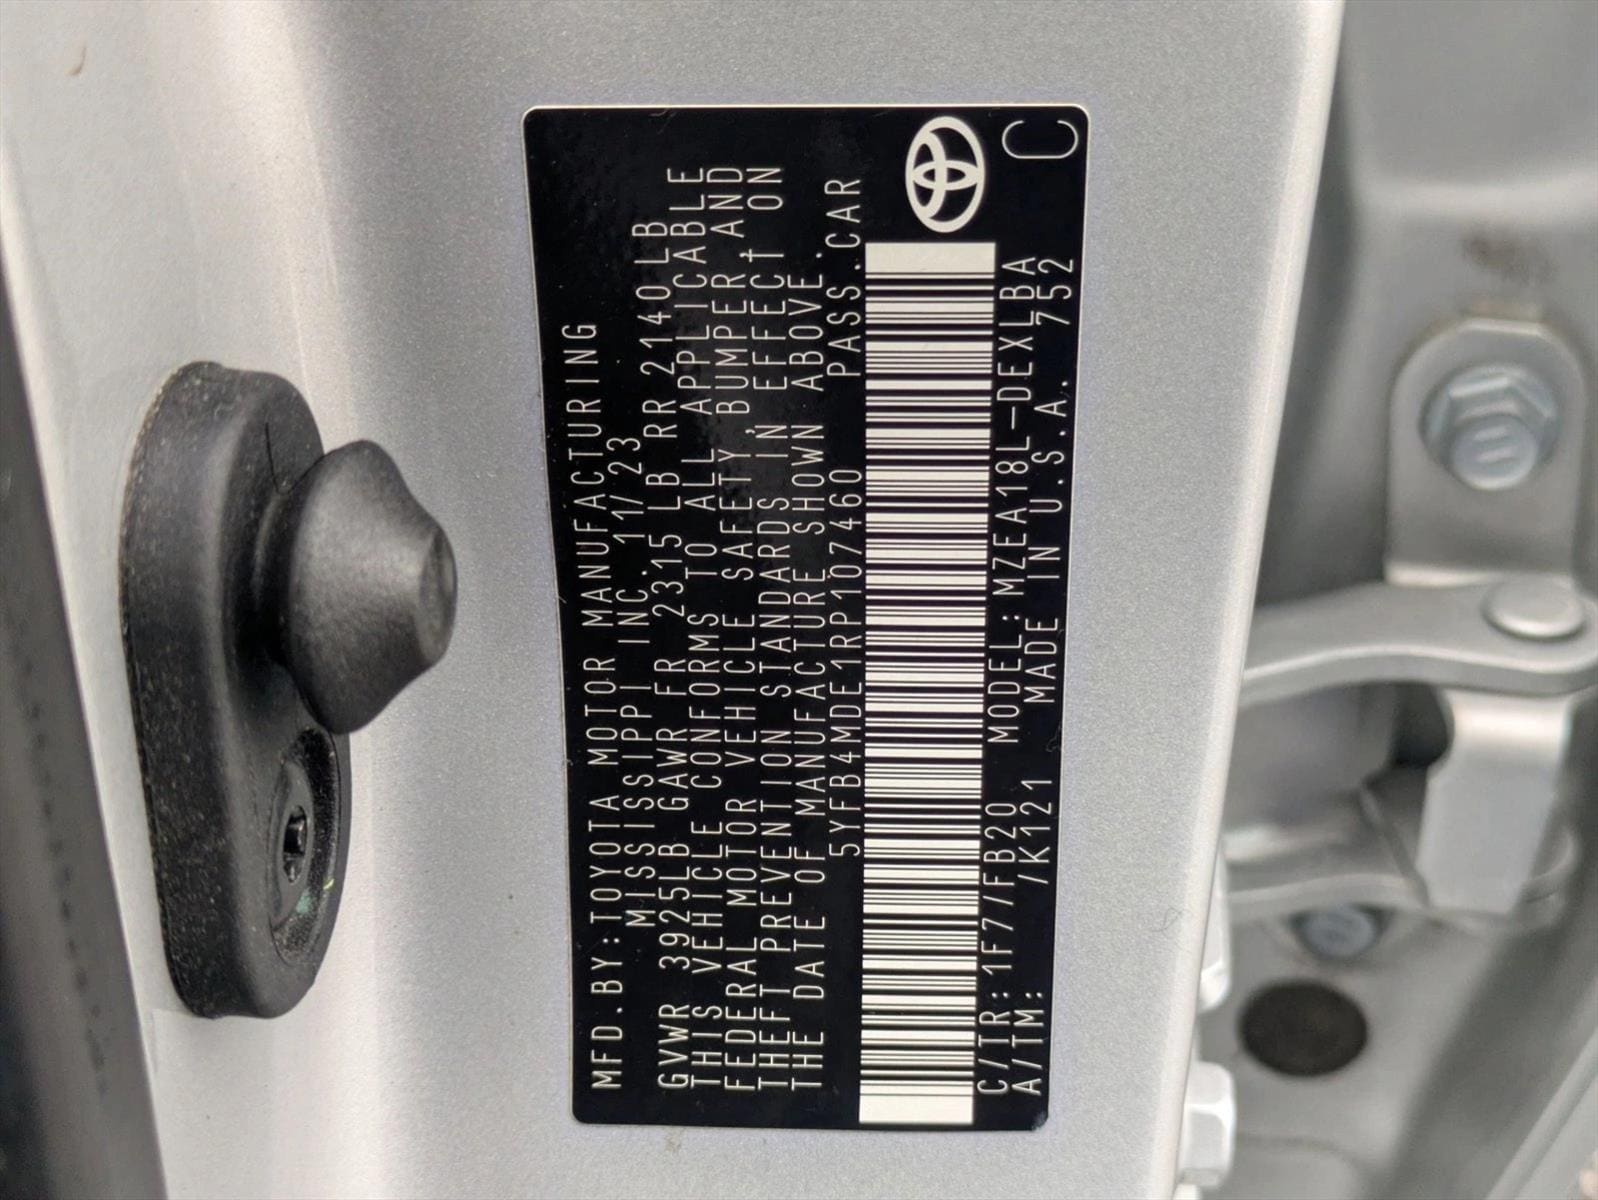 MFD.BY:TOYOTA MOTOR MANUFACTURING
MISSISSIPPI INC. 11/23
GVWR 3925LB GAWR FR 2315 LB RR 2140LB
THIS VEHICLE CONFORMS TO ALL APPLICABLE
FEDERAL MOTOR VEHICLE SAFETY, BUMPER, AND
THEFT PREVENTION STANDARDS IN EFFECT ON
THE DATE OF MANUFACTURE SHOWN ABOVE.
5YFB4MDE1RP107460 PASS.CAR
C/TR: 1F7/FB20 MODEL:MZEA18L-DEXLBA
A/TM: /K121 MADE IN U.S.A. 752
C